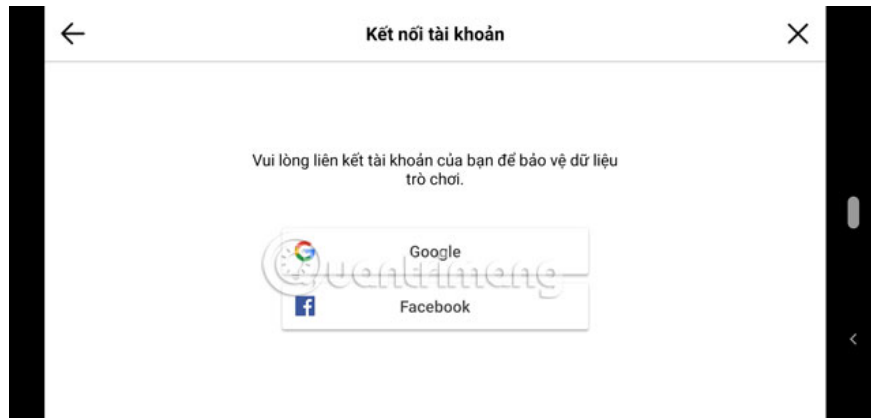 Kết nối tài khoản
Vui lòng liên kết tài khoản của bạn để bảo vệ dữ liệu
trò chơi.
Google
Quantrimang
Facebook